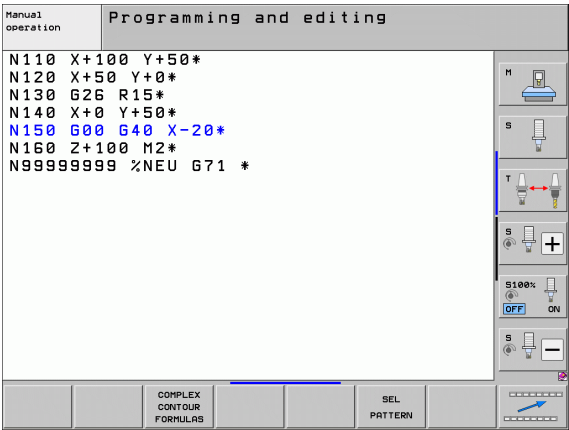 Manual
operation
Programming and editing
N110 X+100 Y+50*
N120 X+50 Y+0*
N130 G26 R15*
N140 X+0 Y+50*
N150 G00 G40 X-20*
N160 Z+100 M2*
N99999999 %NEU G71 *
M
S
T
S
+
S100%
OFF ON
S
−
COMPLEX
CONTOUR
FORMULAS
SEL
PATTERN